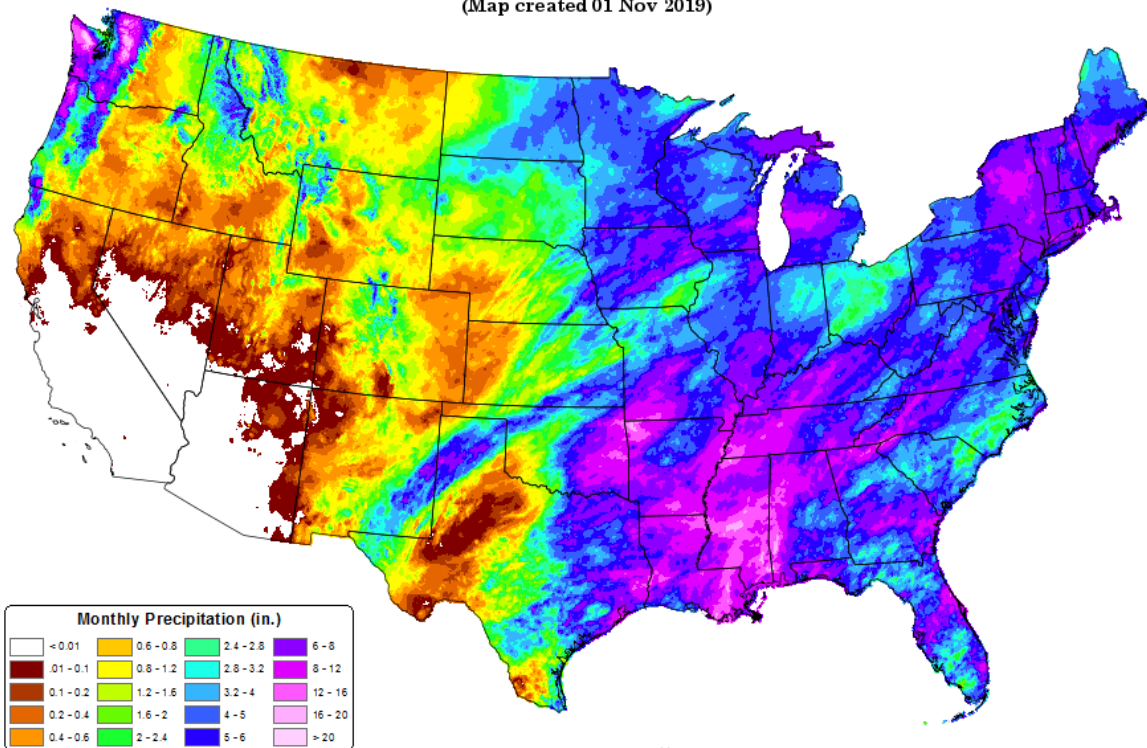 (Map created 01 Nov 2019)
Monthly Precipitation (in.)
< 0.01
.01 - 0.1
0.1 - 0.2
0.2 - 0.4
0.4 - 0.6
0.6 - 0.8
0.8 - 1.2
1.2 - 1.6
1.6 - 2
2 - 2.4
2.4 - 2.8
2.8 - 3.2
3.2 - 4
4 - 5
5 - 6
6 - 8
8 - 12
12 - 16
16 - 20
> 20